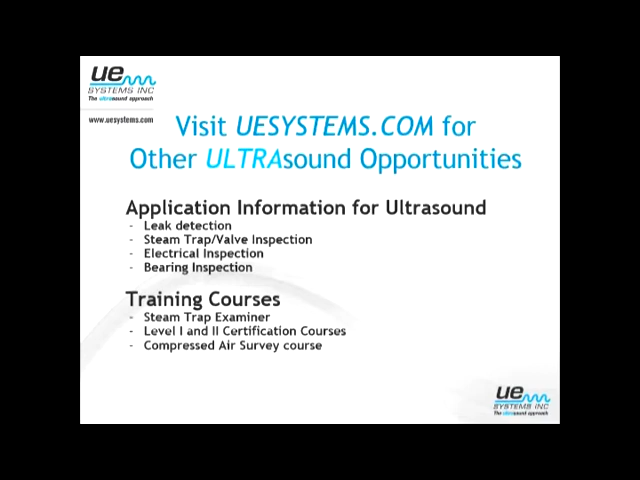 ue
SYSTEMS INC
The ultrasound approach
www.uesystems.com
Visit UESYSTEMS.COM for
Other ULTRAsound Opportunities
Application Information for Ultrasound
- Leak detection
- Steam Trap/Valve Inspection
- Electrical Inspection
- Bearing Inspection
Training Courses
- Steam Trap Examiner
- Level I and II Certification Courses
- Compressed Air Survey course
ue
SYSTEMS INC
The ultrasound approach